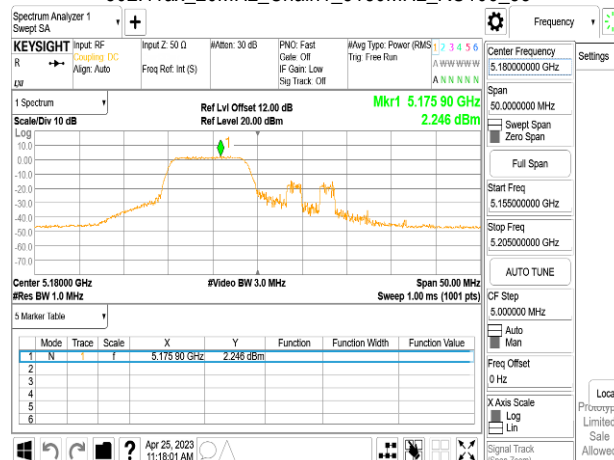 Spectrum Analyzer 1
Swept SA
Frequency
KEYSIGHT
R
Input: RF
Coupling: DC
Align: Auto
Input Z: 50 Ω
Freq Ref: Int (S)
#Atten: 30 dB
PNO: Fast
Gate: Off
IF Gain: Low
Sig Track: Off
#Avg Type: Power (RMS)
Trig: Free Run
1 2 3 4 5 6
A W W W W W
A N N N N N
Center Frequency
5.180000000 GHz
Settings
Span
50.0000000 MHz
Swept Span
Zero Span
Full Span
Start Freq
5.155000000 GHz
Stop Freq
5.205000000 GHz
AUTO TUNE
CF Step
5.000000 MHz
Auto
Man
Freq Offset
0 Hz
X Axis Scale
Log
Lin
Signal Track
Loca
Limited
Sale
Allowed
1 Spectrum
Scale/Div 10 dB
Ref Lvl Offset 12.00 dB
Ref Level 20.00 dBm
Mkr1 5.175 90 GHz
2.246 dBm
Log
10.0
0.00
-10.0
-20.0
-30.0
-40.0
-50.0
-60.0
-70.0
1
Center 5.18000 GHz
#Res BW 1.0 MHz
#Video BW 3.0 MHz
Span 50.00 MHz
Sweep 1.00 ms (1001 pts)
5 Marker Table
Mode Trace Scale X Y Function Function Width Function Value
1 N 1 f 5.175 90 GHz 2.246 dBm
2
3
4
5
6
Apr 25, 2023
11:18:01 AM